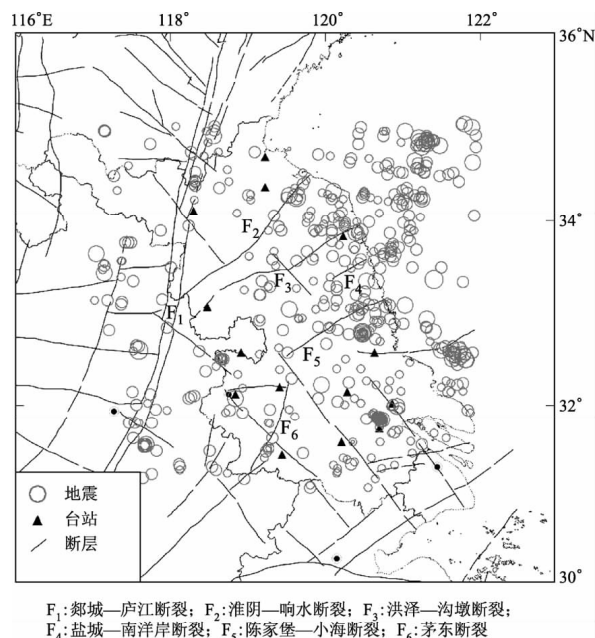 116°E 118° 120° 122°
36°N
34°
F₂
F₃
F₄
F₁
F₅
32°
F₆
地震
台站
断层
30°
F₁:郯城—庐江断裂；F₂:淮阴—响水断裂；F₃:洪泽—沟墩断裂；
F₄:盐城—南洋岸断裂；F₅:陈家堡—小海断裂；F₆:茅东断裂